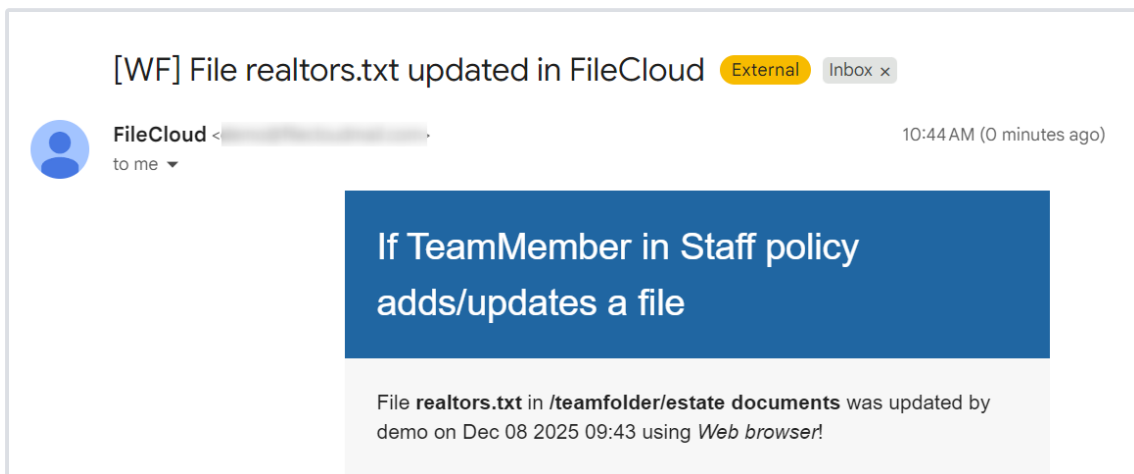 [WF] File realtors.txt updated in FileCloud External Inbox ×
FileCloud <
10:44 AM (0 minutes ago)
to me
If TeamMember in Staff policy
adds/updates a file
File realtors.txt in /teamfolder/estate documents was updated by
demo on Dec 08 2025 09:43 using Web browser!